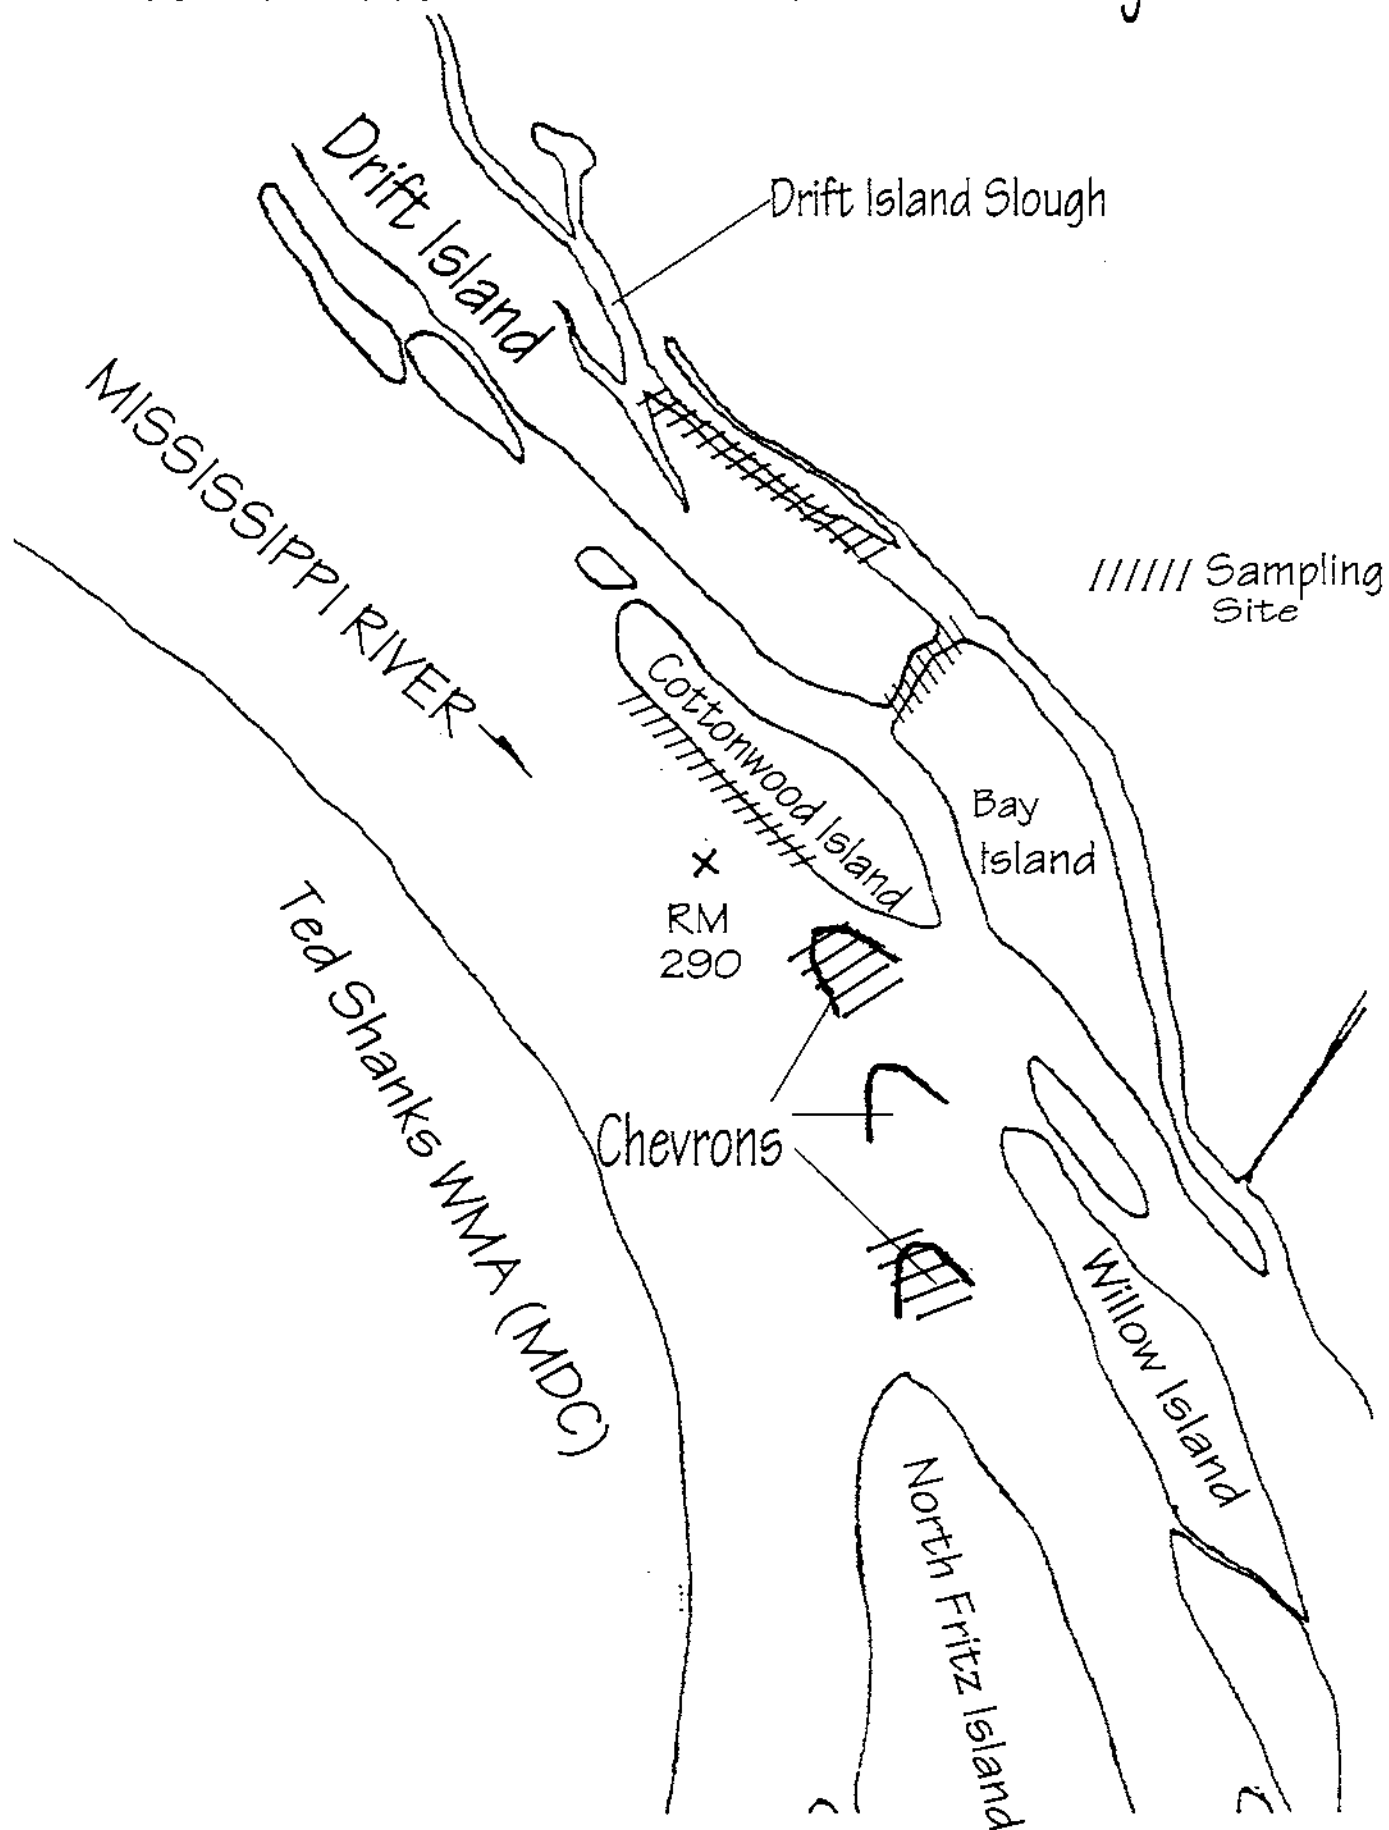 Drift Island
Drift Island Slough
MISSISSIPPI RIVER
////// Sampling
Site
Cottonwood Island
Bay
Island
X
RM
290
Ted Shanks WMA (MDC)
Chevrons
Willow Island
North Fritz Island